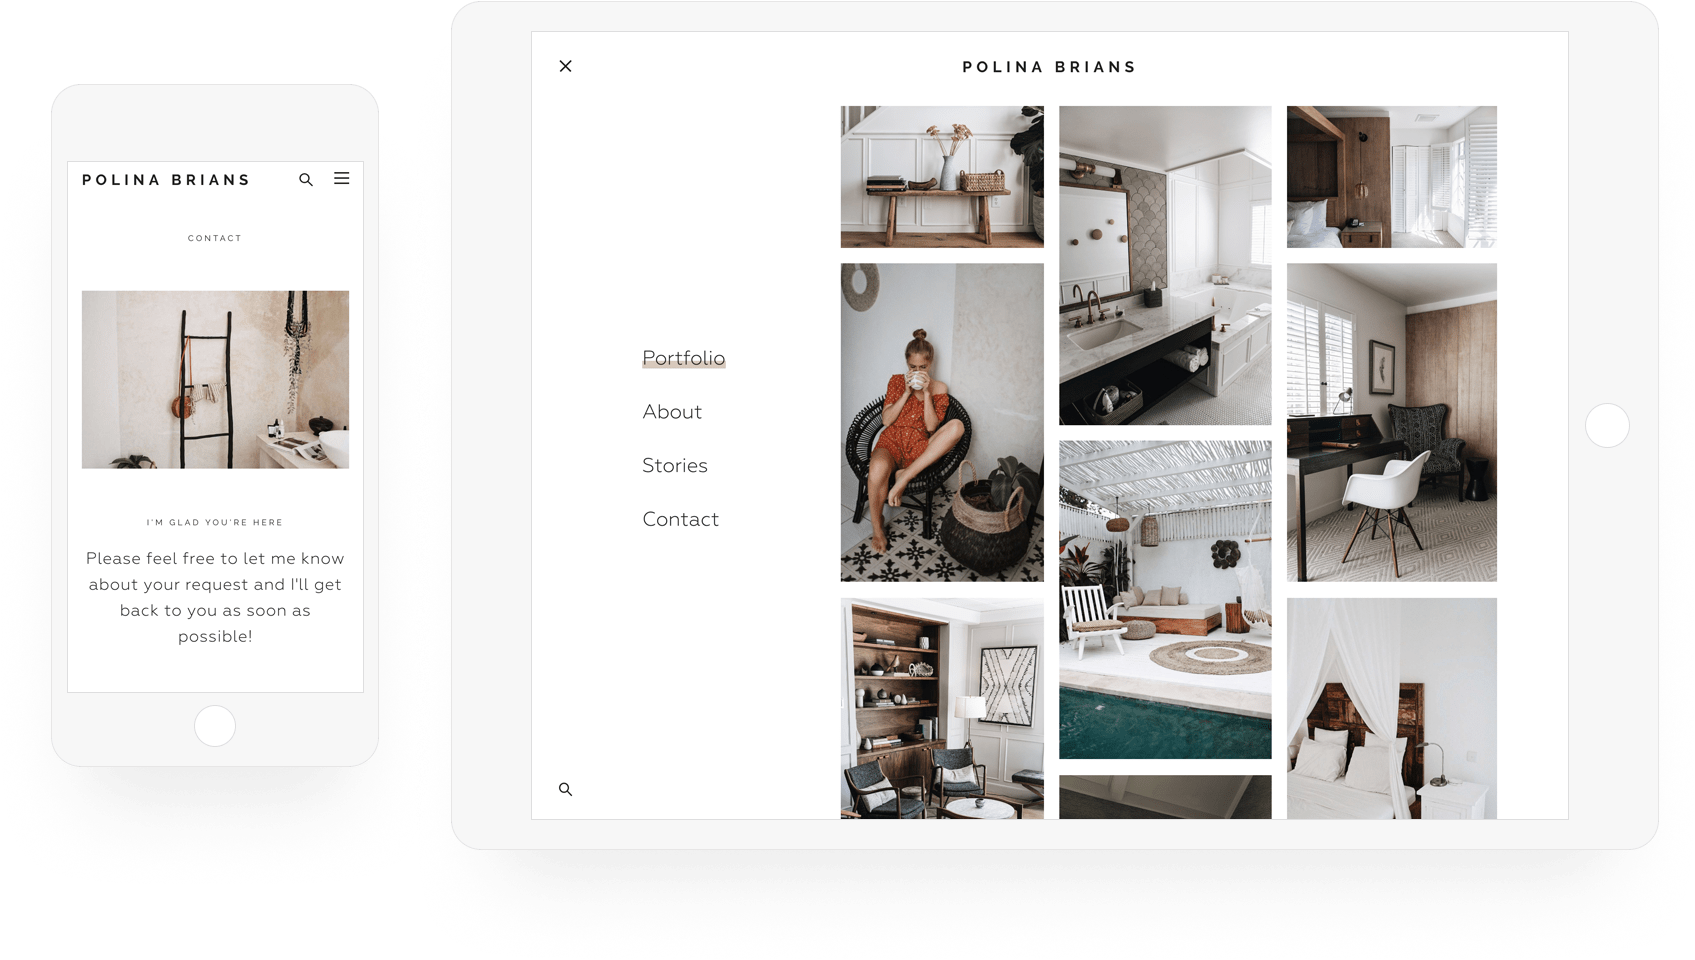 POLINA BRIANS
CONTACT
I'M GLAD YOU'RE HERE
Please feel free to let me know
about your request and I'll get
back to you as soon as
possible!
POLINA BRIANS
Portfolio
About
Stories
Contact